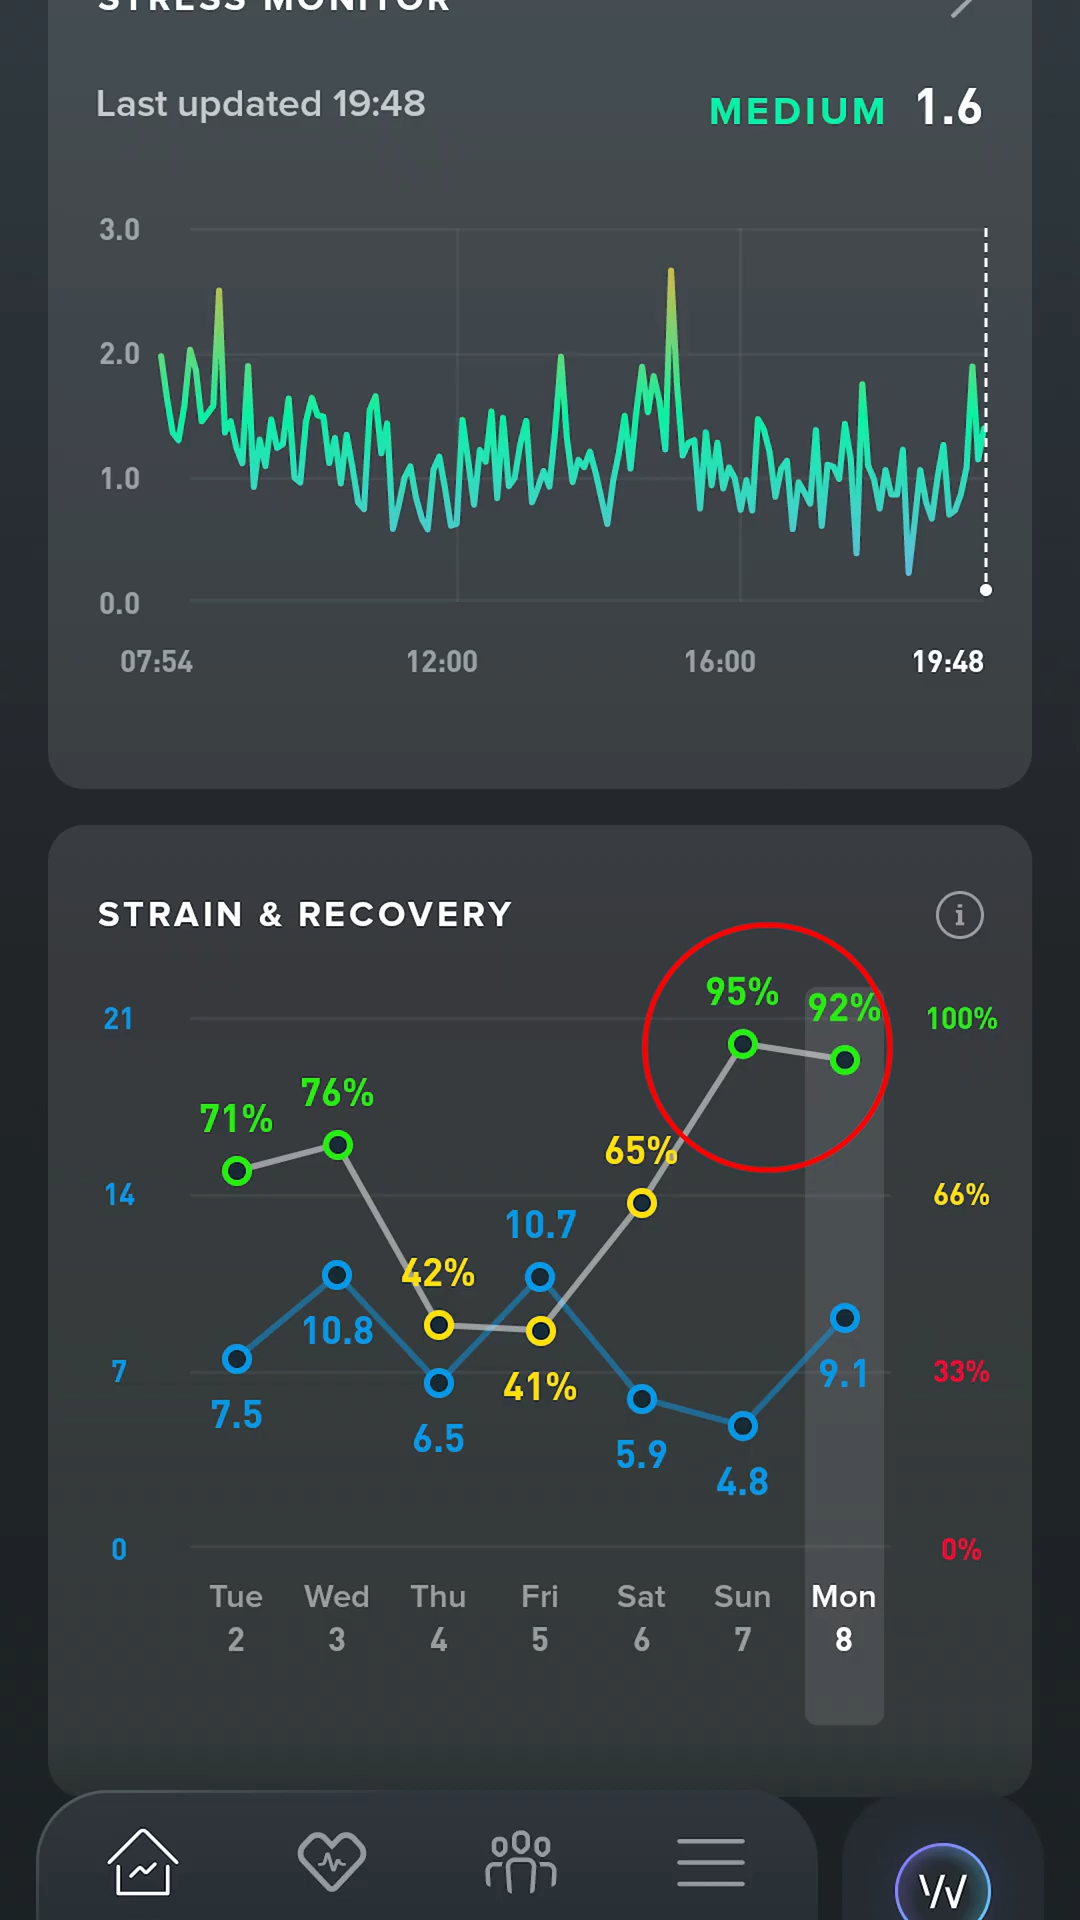 STRESS MONITOR
Last updated 19:48
MEDIUM 1.6
3.0
2.0
1.0
0.0
07:54 12:00 16:00 19:48
STRAIN & RECOVERY
i
95%
92%
21 100%
76%
71%
65%
14 66%
10.7
42%
10.8
7 9.1 33%
41%
7.5
6.5
5.9
4.8
0 0%
Tue Wed Thu Fri Sat Sun Mon
2 3 4 5 6 7 8
W